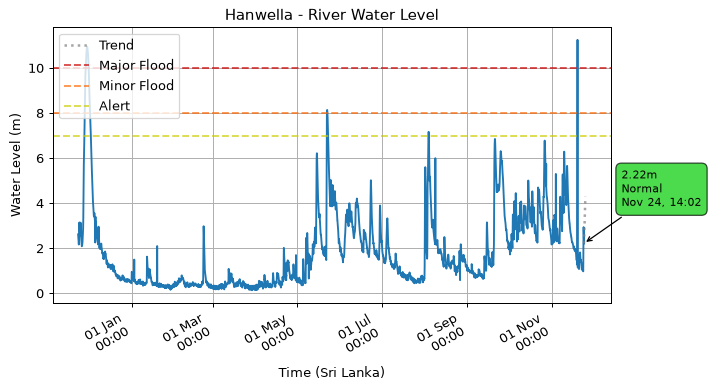 Hanwella - River Water Level
Trend
Major Flood
Minor Flood
Alert
Water Level (m)
10
8
6
4
2
0
2.22m
Normal
Nov 24, 14:02
01 Jan
00:00
01 Mar
00:00
01 May
00:00
01 Jul
00:00
01 Sep
00:00
01 Nov
00:00
Time (Sri Lanka)